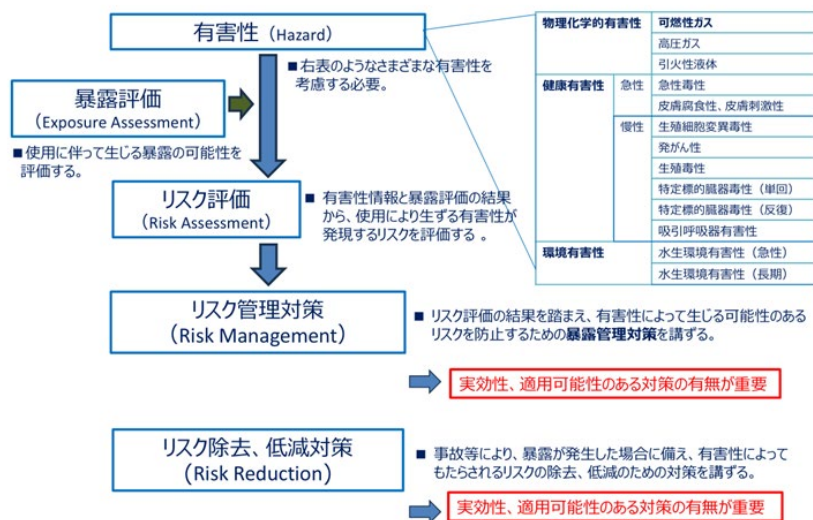 有害性（Hazard）
■ 右表のようなさまざまな有害性を
考慮する必要。
暴露評価
(Exposure Assessment)
■ 使用に伴って生じる暴露の可能性を
評価する。
リスク評価
(Risk Assessment)
■ 有害性情報と暴露評価の結果
から、使用により生ずる有害性が
発現するリスクを評価する 。
物理化学的有害性 可燃性ガス
高圧ガス
引火性液体
健康有害性 急性 急性毒性
皮膚腐食性、皮膚刺激性
慢性 生殖細胞変異毒性
発がん性
生殖毒性
特定標的臓器毒性（単回）
特定標的臓器毒性（反復）
吸引呼吸器有害性
環境有害性 水生環境有害性（急性）
水生環境有害性（長期）
リスク管理対策
(Risk Management)
■ リスク評価の結果を踏まえ、有害性によって生じる可能性のある
リスクを防止するための暴露管理対策を講ずる。
実効性、適用可能性のある対策の有無が重要
リスク除去、低減対策
(Risk Reduction)
■ 事故等により、暴露が発生した場合に備え、有害性によって
もたらされるリスクの除去、低減のための対策を講ずる。
実効性、適用可能性のある対策の有無が重要